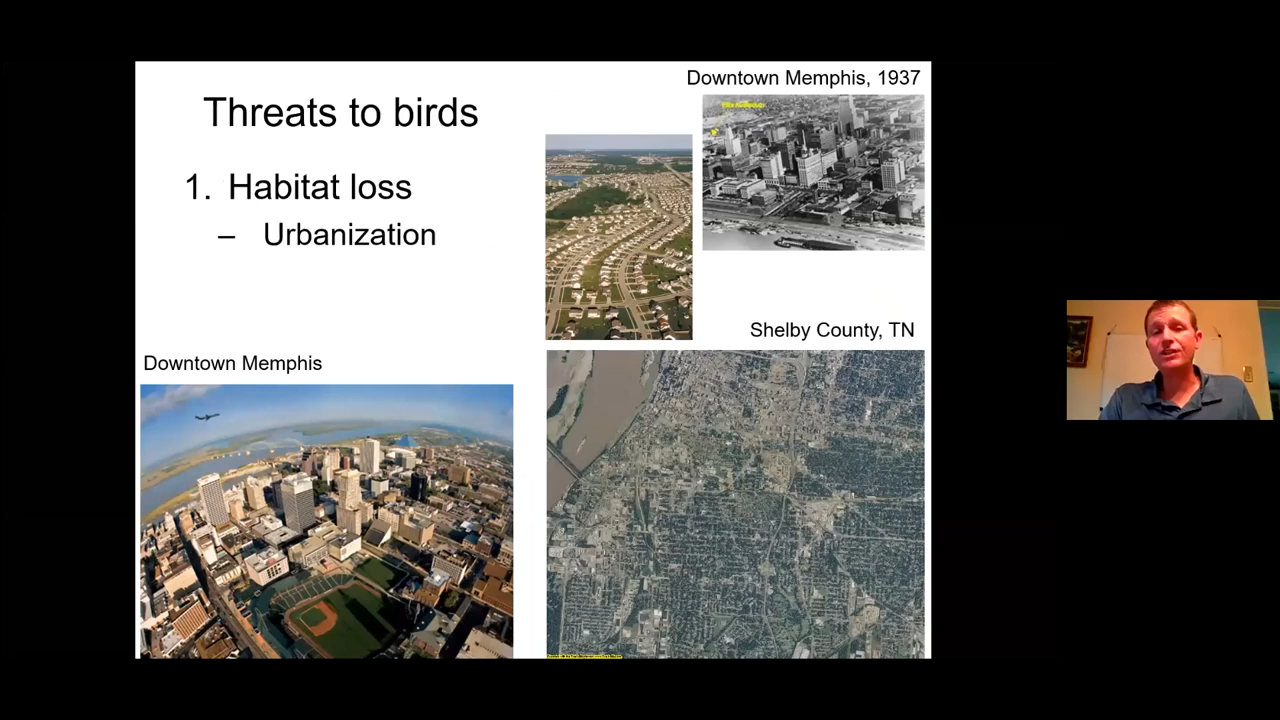 Downtown Memphis, 1937
Threats to birds
1. Habitat loss
– Urbanization
Shelby County, TN
Downtown Memphis